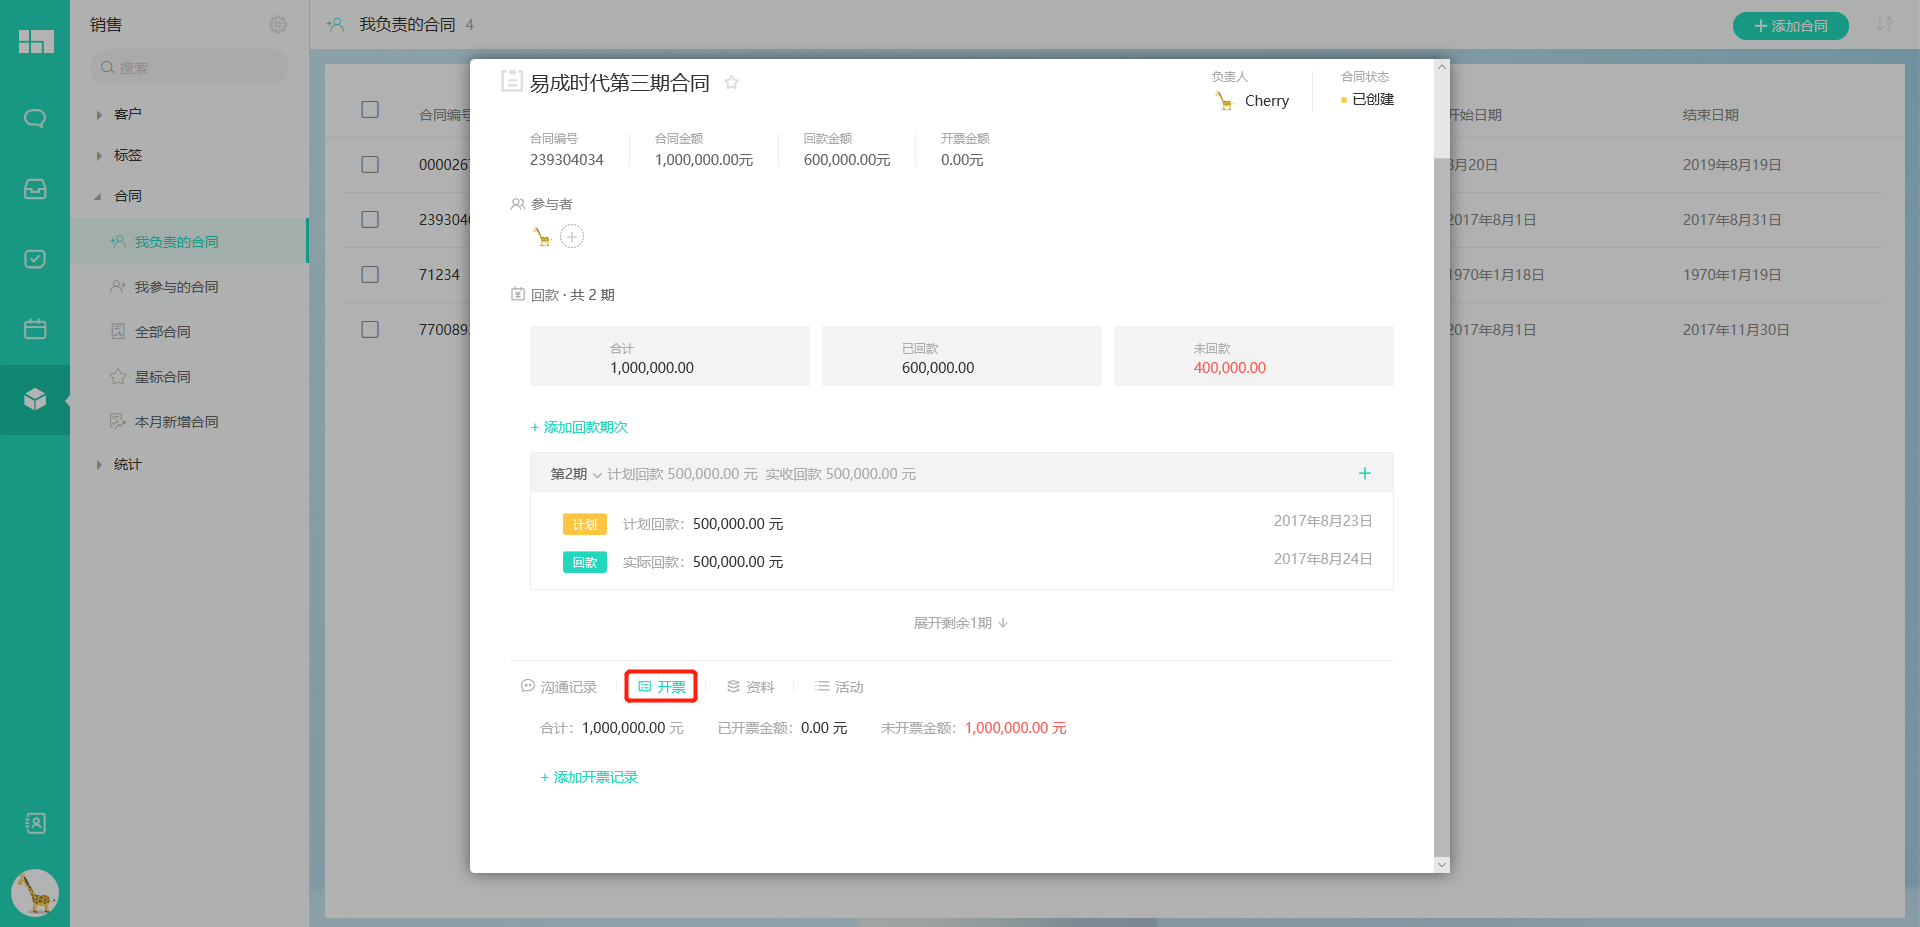 销售
搜索
客户
标签
合同
我负责的合同
我参与的合同
全部合同
星标合同
本月新增合同
统计
我负责的合同 4
添加合同
合同编号
开始日期
结束日期
000026
3月20日
2019年8月19日
239304
2017年8月1日
2017年8月31日
71234
1970年1月18日
1970年1月19日
770089
2017年8月1日
2017年11月30日
易成时代第三期合同
负责人
Cherry
合同状态
已创建
合同编号
239304034
合同金额
1,000,000.00元
回款金额
600,000.00元
开票金额
0.00元
参与者
回款 · 共 2 期
合计
1,000,000.00
已回款
600,000.00
未回款
400,000.00
+ 添加回款期次
第2期 计划回款 500,000.00 元 实收回款 500,000.00 元
计划 计划回款: 500,000.00 元 2017年8月23日
回款 实际回款: 500,000.00 元 2017年8月24日
展开剩余1期
沟通记录 开票 资料 活动
合计: 1,000,000.00 元 已开票金额: 0.00 元 未开票金额: 1,000,000.00 元
+ 添加开票记录